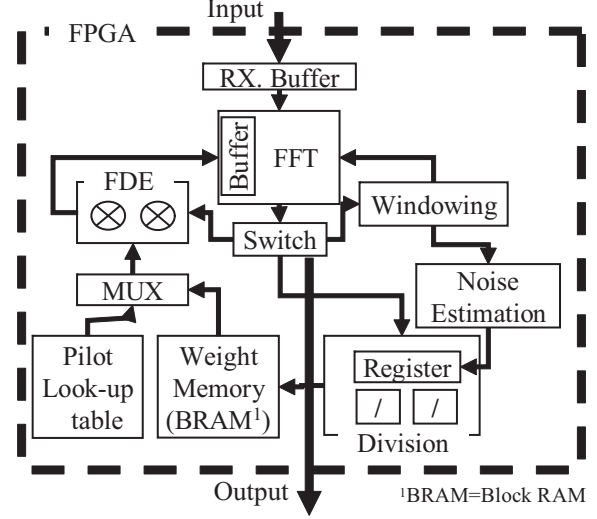 Input
FPGA
RX. Buffer
Buffer
FFT
FDE
Windowing
Switch
MUX
Noise
Estimation
Pilot
Look-up
table
Weight
Memory
(BRAM¹)
Register
/ /
Division
Output
¹BRAM=Block RAM